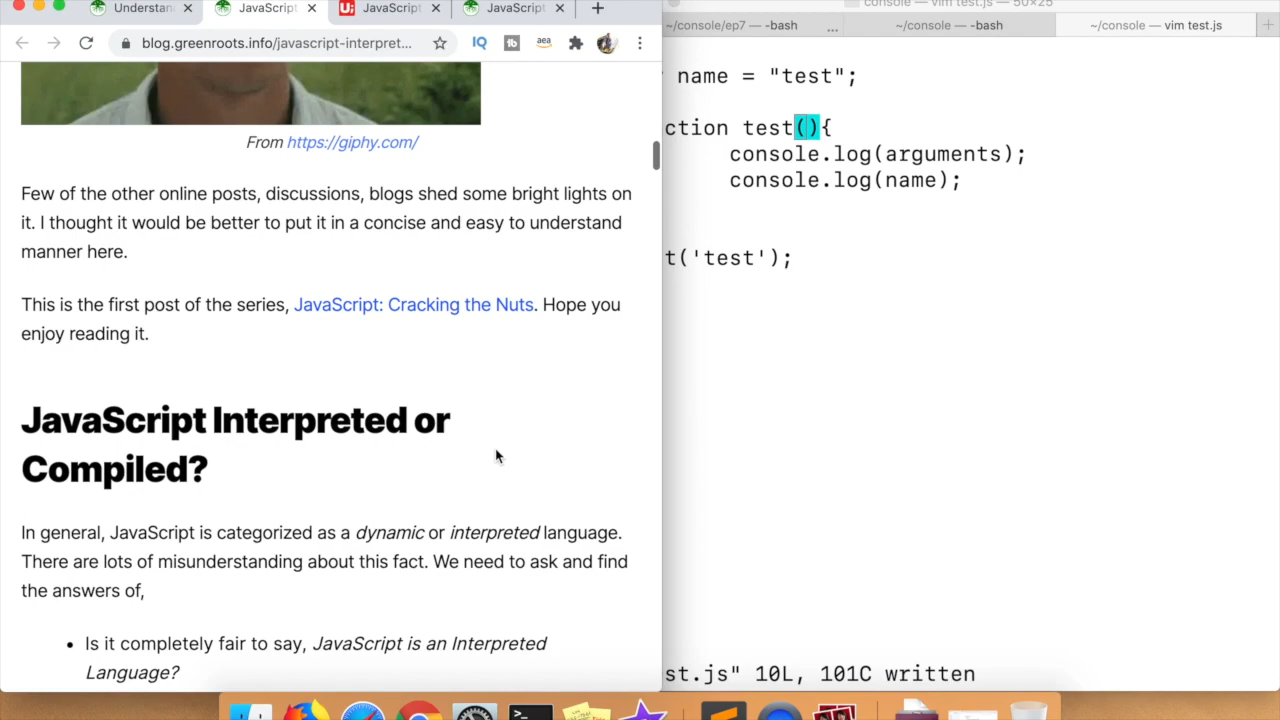 Understan
JavaScript
JavaScript
JavaScript
blog.greenroots.info/javascript-interpret...
From https://giphy.com/
Few of the other online posts, discussions, blogs shed some bright lights on
it. I thought it would be better to put it in a concise and easy to understand
manner here.
This is the first post of the series, JavaScript: Cracking the Nuts. Hope you
enjoy reading it.
JavaScript Interpreted or
Compiled?
In general, JavaScript is categorized as a dynamic or interpreted language.
There are lots of misunderstanding about this fact. We need to ask and find
the answers of,
• Is it completely fair to say, JavaScript is an Interpreted
Language?
console — vim test.js — 50×25
~/console/ep7 — -bash
...
~/console — -bash
~/console — vim test.js
name = "test";
ction test(){
console.log(arguments);
console.log(name);
t('test');
st.js" 10L, 101C written